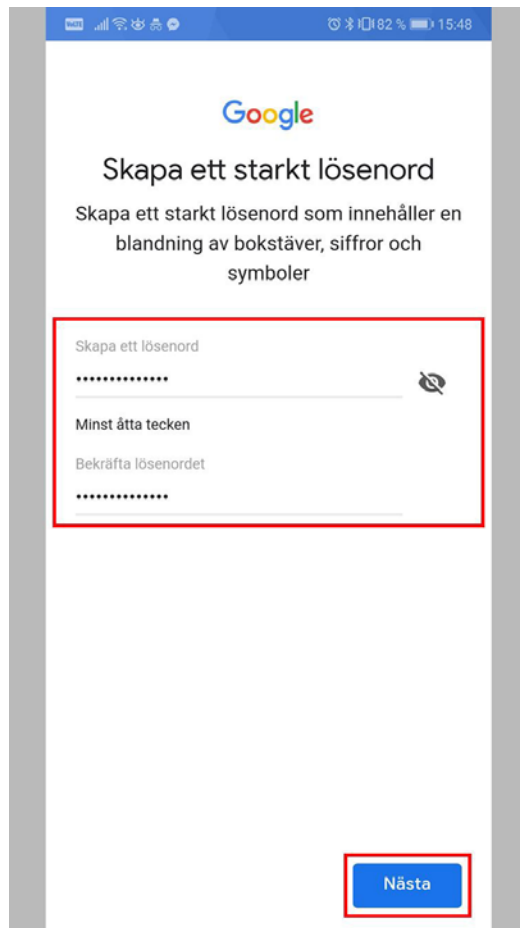 82 % 15:48
Google
Skapa ett starkt lösenord
Skapa ett starkt lösenord som innehåller en
blandning av bokstäver, siffror och
symboler
Skapa ett lösenord
••••••••••••••
Minst åtta tecken
Bekräfta lösenordet
••••••••••••••
Nästa